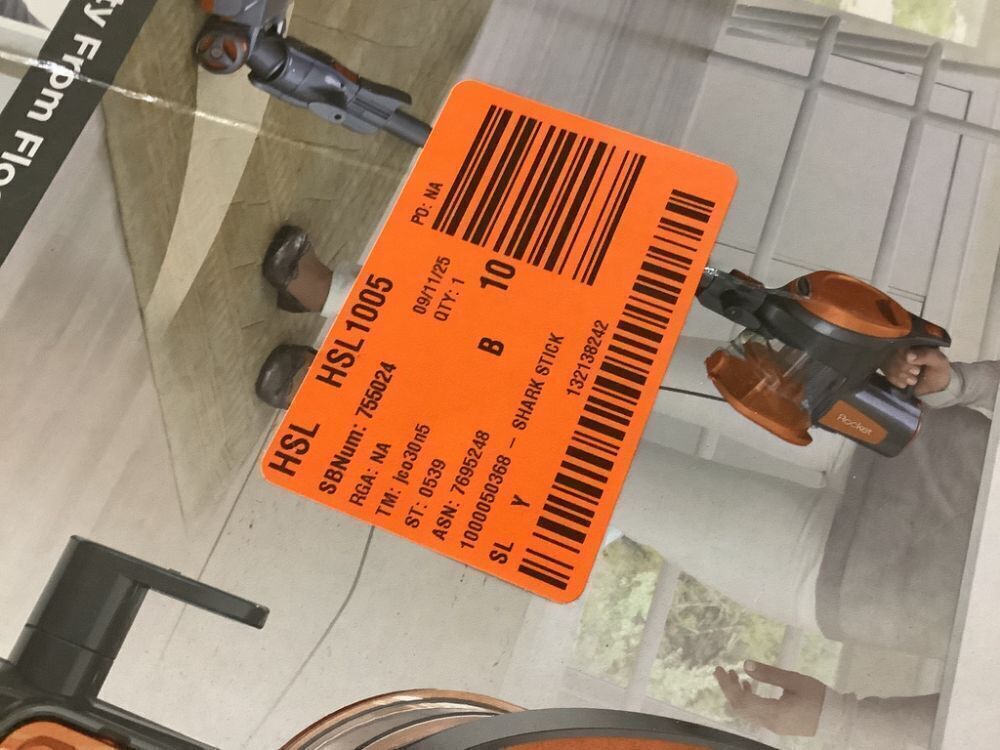 ty From Flo
HSL HSL1005
SBNum: 755024
RGA: NA
PO: NA
TM: jco30n5
09/11/25
ST: 0539
QTY: 1
ASN: 7695248
1000050368 – SHARK STICK
B 10
SL Y
132138242
Rocket